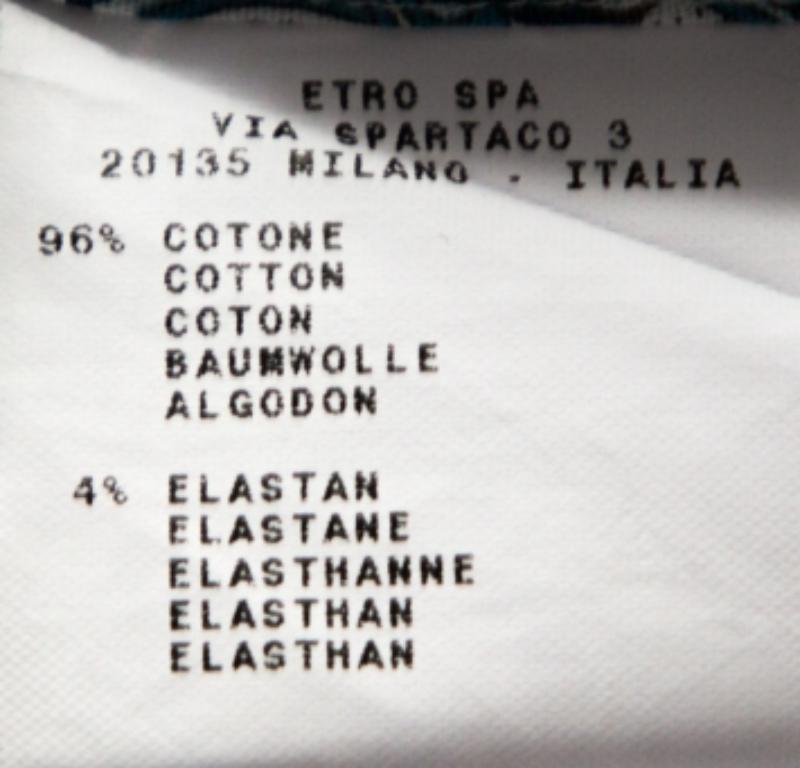 ETRO SPA
VIA SPARTACO 3
20135 MILANO - ITALIA
96% COTONE
COTTON
COTON
BAUMWOLLE
ALGODON
4% ELASTAN
ELASTANE
ELASTHANNE
ELASTHAN
ELASTHAN